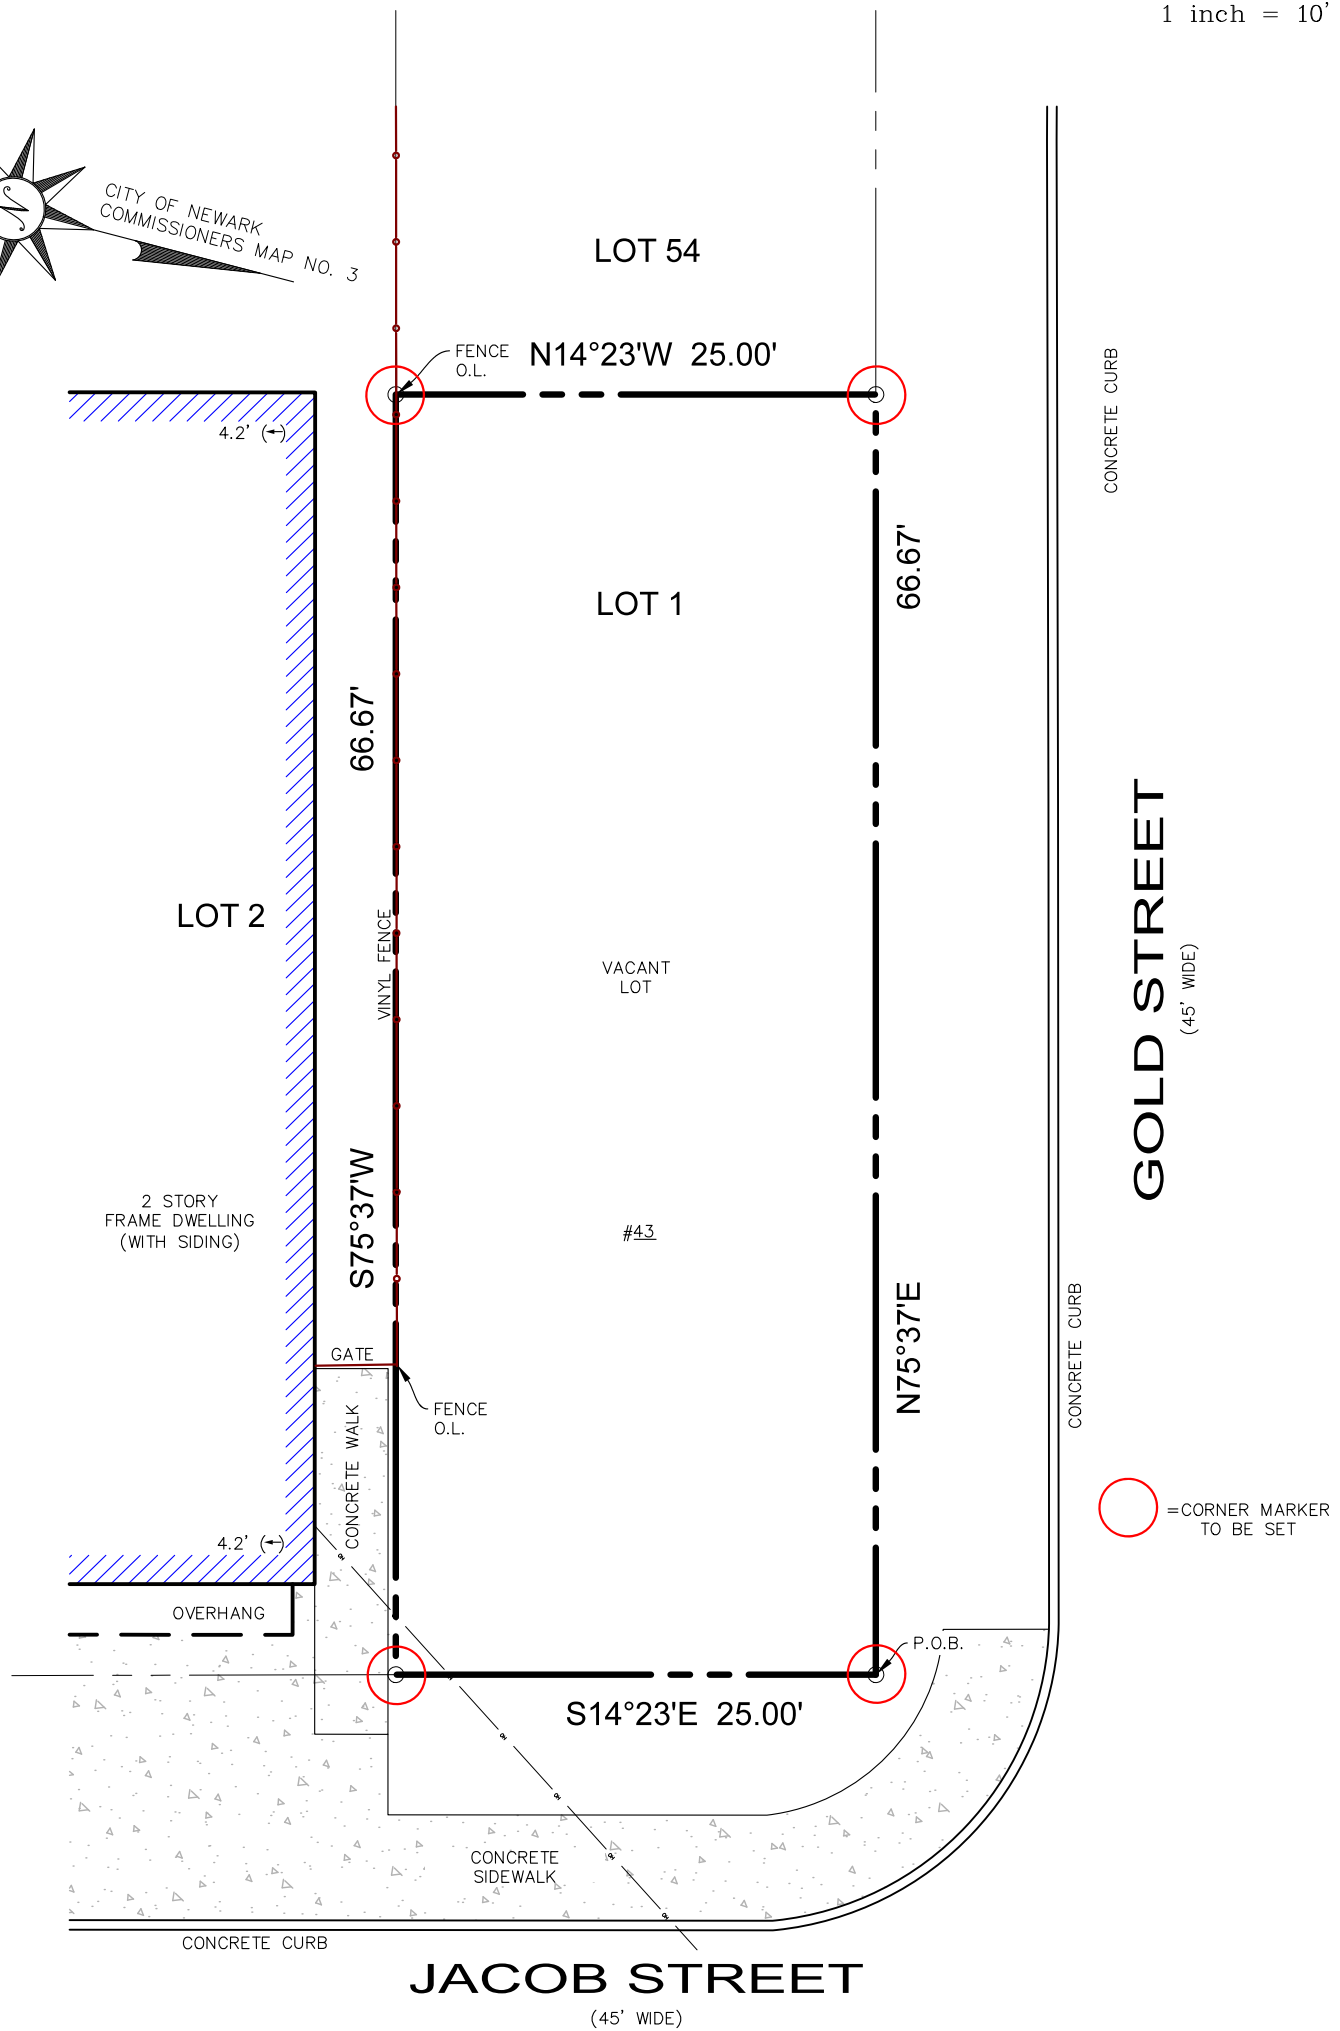 1 inch = 10'
CITY OF NEWARK
COMMISSIONERS MAP NO. 3
N
LOT 54
FENCE
O.L.
N14°23'W 25.00'
CONCRETE CURB
4.2'
66.67'
LOT 1
66.67'
GOLD STREET
(45' WIDE)
LOT 2
VINYL FENCE
VACANT
LOT
S75°37'W
2 STORY
FRAME DWELLING
(WITH SIDING)
#43
N75°37'E
CONCRETE CURB
GATE
FENCE
O.L.
CONCRETE WALK
=CORNER MARKER
TO BE SET
4.2'
OVERHANG
P.O.B.
S14°23'E 25.00'
CONCRETE
SIDEWALK
CONCRETE CURB
JACOB STREET
(45' WIDE)